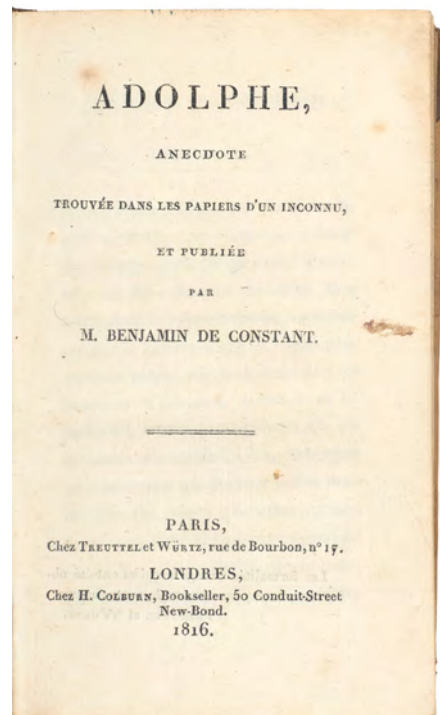 ADOLPHE,
ANECDOTE
TROUVÉE DANS LES PAPIERS D'UN INCONNU,
ET PUBLIÉE
PAR
M. BENJAMIN DE CONSTANT.
PARIS,
Chez TREUTTEL et WÜRTZ, rue de Bourbon, nº 17.
LONDRES,
Chez H. COLBURN, Bookseller, 50 Conduit-Street
New-Bond.
1816.